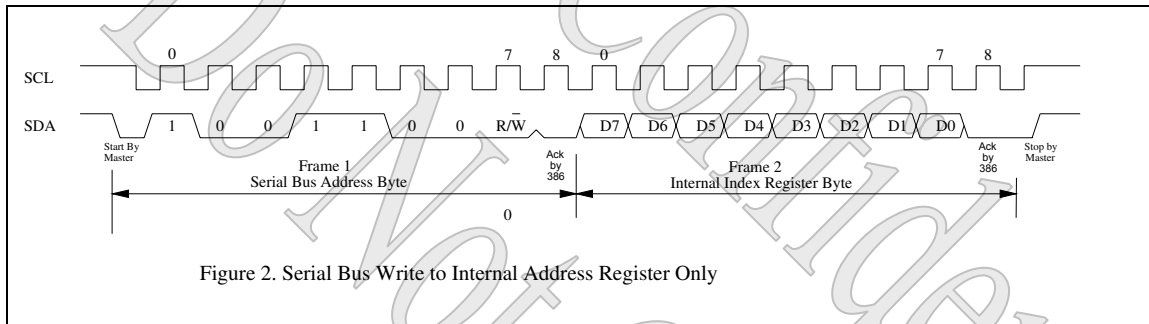 0 7 8 0 7 8
SCL
SDA 1 0 0 1 1 0 0 R/W D7 D6 D5 D4 D3 D2 D1 D0
Start By
Master
Ack
by
386
Ack
by
386
Stop by
Master
Frame 1
Serial Bus Address Byte
Frame 2
Internal Index Register Byte
0
Figure 2. Serial Bus Write to Internal Address Register Only
Do Not
Confide